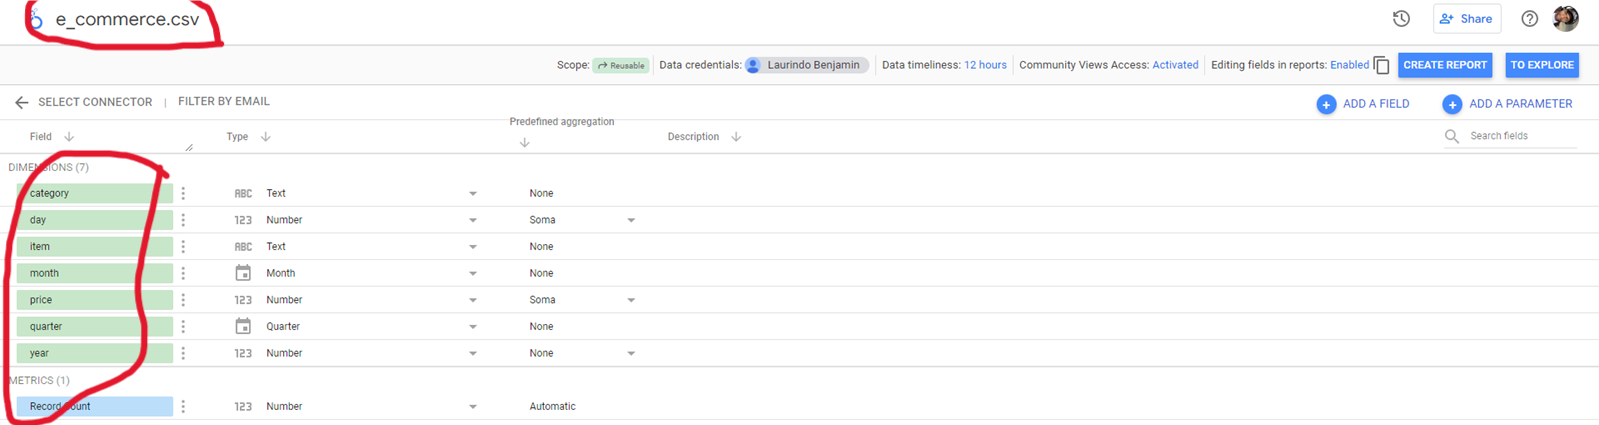 e_commerce.csv
Share
Scope: Reusable Data credentials: Laurindo Benjamin Data timeliness: 12 hours Community Views Access: Activated Editing fields in reports: Enabled CREATE REPORT TO EXPLORE
SELECT CONNECTOR | FILTER BY EMAIL
ADD A FIELD ADD A PARAMETER
Field Type Predefined aggregation Description Search fields
DIMENSIONS (7)
category ABC Text None
day 123 Number Soma
item ABC Text None
month Month None
price 123 Number Soma
quarter Quarter None
year 123 Number None
METRICS (1)
Record Count 123 Number Automatic